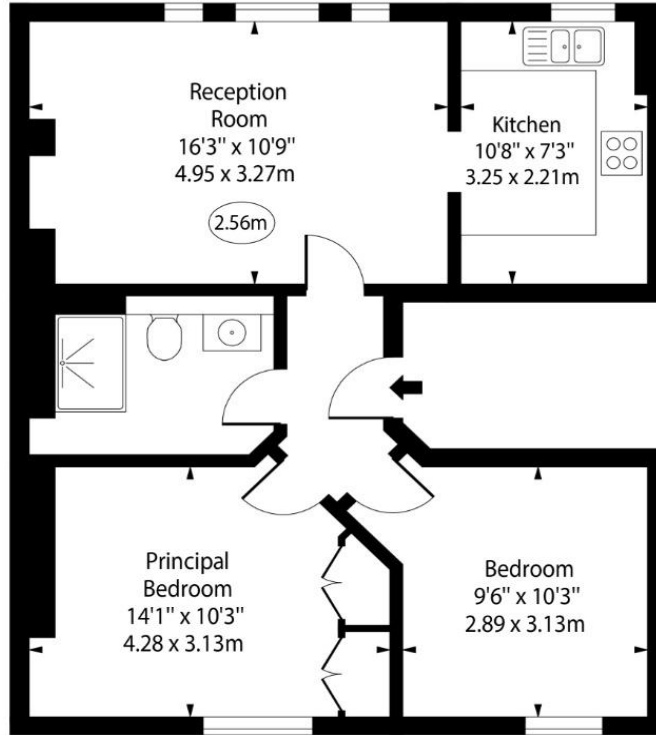 Reception
Room
16'3" x 10'9"
4.95 x 3.27m
2.56m
Kitchen
10'8" x 7'3"
3.25 x 2.21m
Principal
Bedroom
14'1" x 10'3"
4.28 x 3.13m
Bedroom
9'6" x 10'3"
2.89 x 3.13m